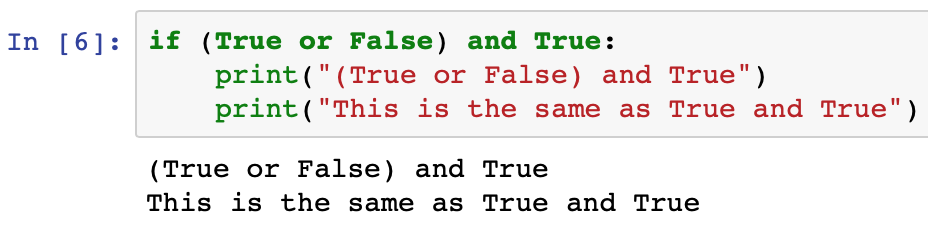 In [6]: if (True or False) and True:
    print("(True or False) and True")
    print("This is the same as True and True")
(True or False) and True
This is the same as True and True